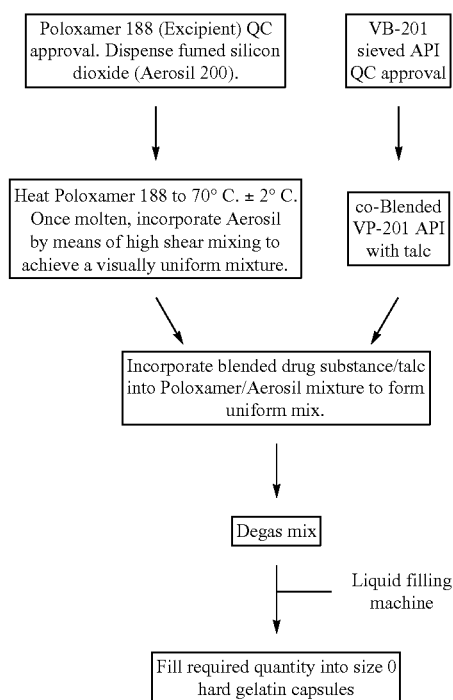 Poloxamer 188 (Excipient) QC
approval. Dispense fumed silicon
dioxide (Aerosil 200).
VB-201
sieved API
QC approval
Heat Poloxamer 188 to 70° C. ± 2° C.
Once molten, incorporate Aerosil
by means of high shear mixing to
achieve a visually uniform mixture.
co-Blended
VP-201 API
with talc
Incorporate blended drug substance/talc
into Poloxamer/Aerosil mixture to form
uniform mix.
Degas mix
Liquid filling
machine
Fill required quantity into size 0
hard gelatin capsules